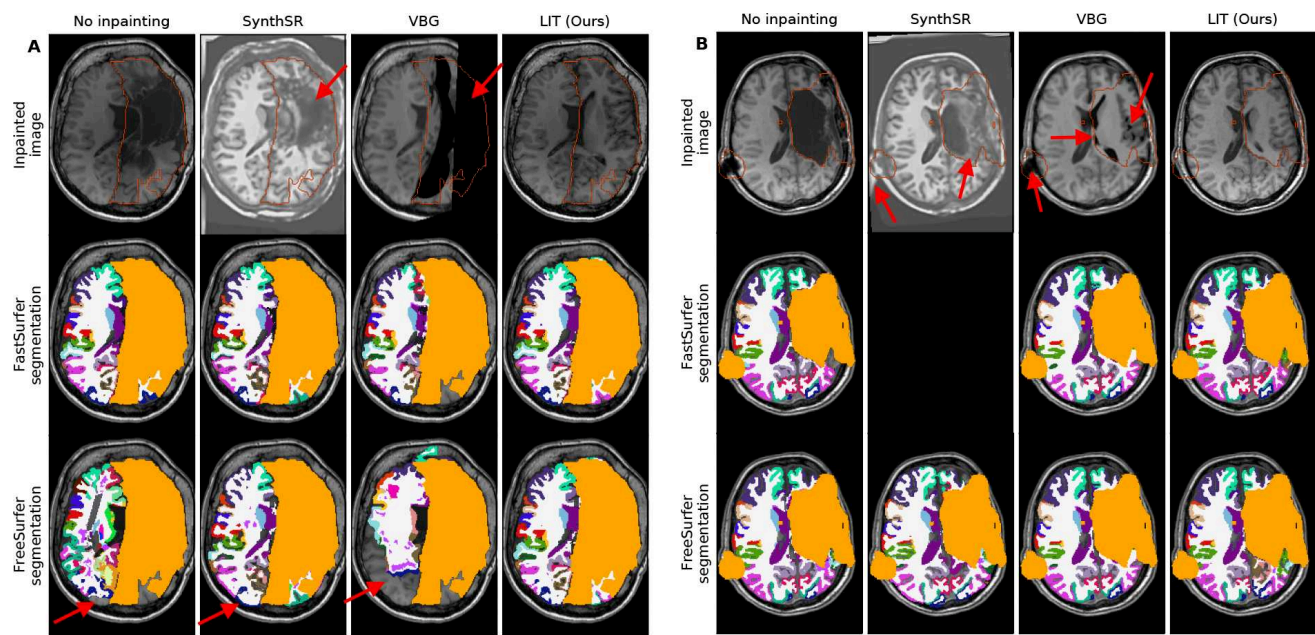 A
No inpainting
SynthSR
VBG
LIT (Ours)
Inpainted
image
FastSurfer
segmentation
FreeSurfer
segmentation
B
No inpainting
SynthSR
VBG
LIT (Ours)
Inpainted
image
FastSurfer
segmentation
FreeSurfer
segmentation